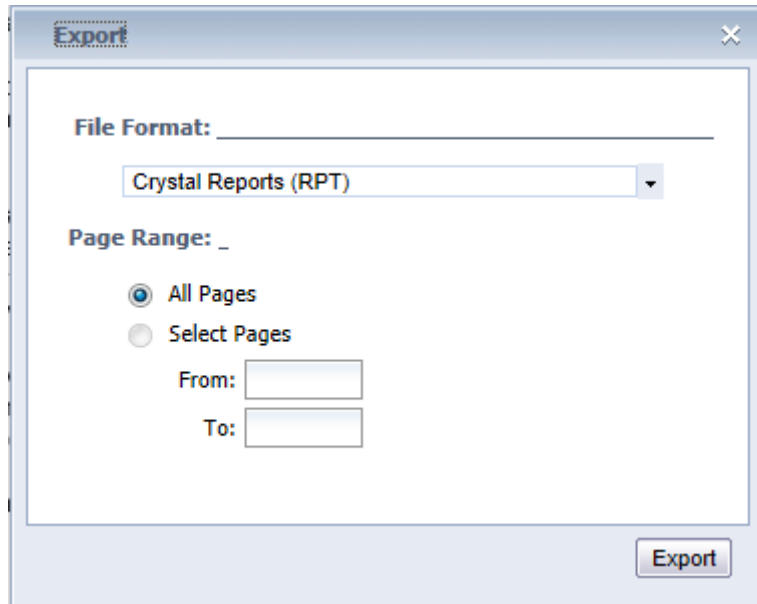 Export
File Format:
Crystal Reports (RPT)
Page Range:
All Pages
Select Pages
From:
To:
Export